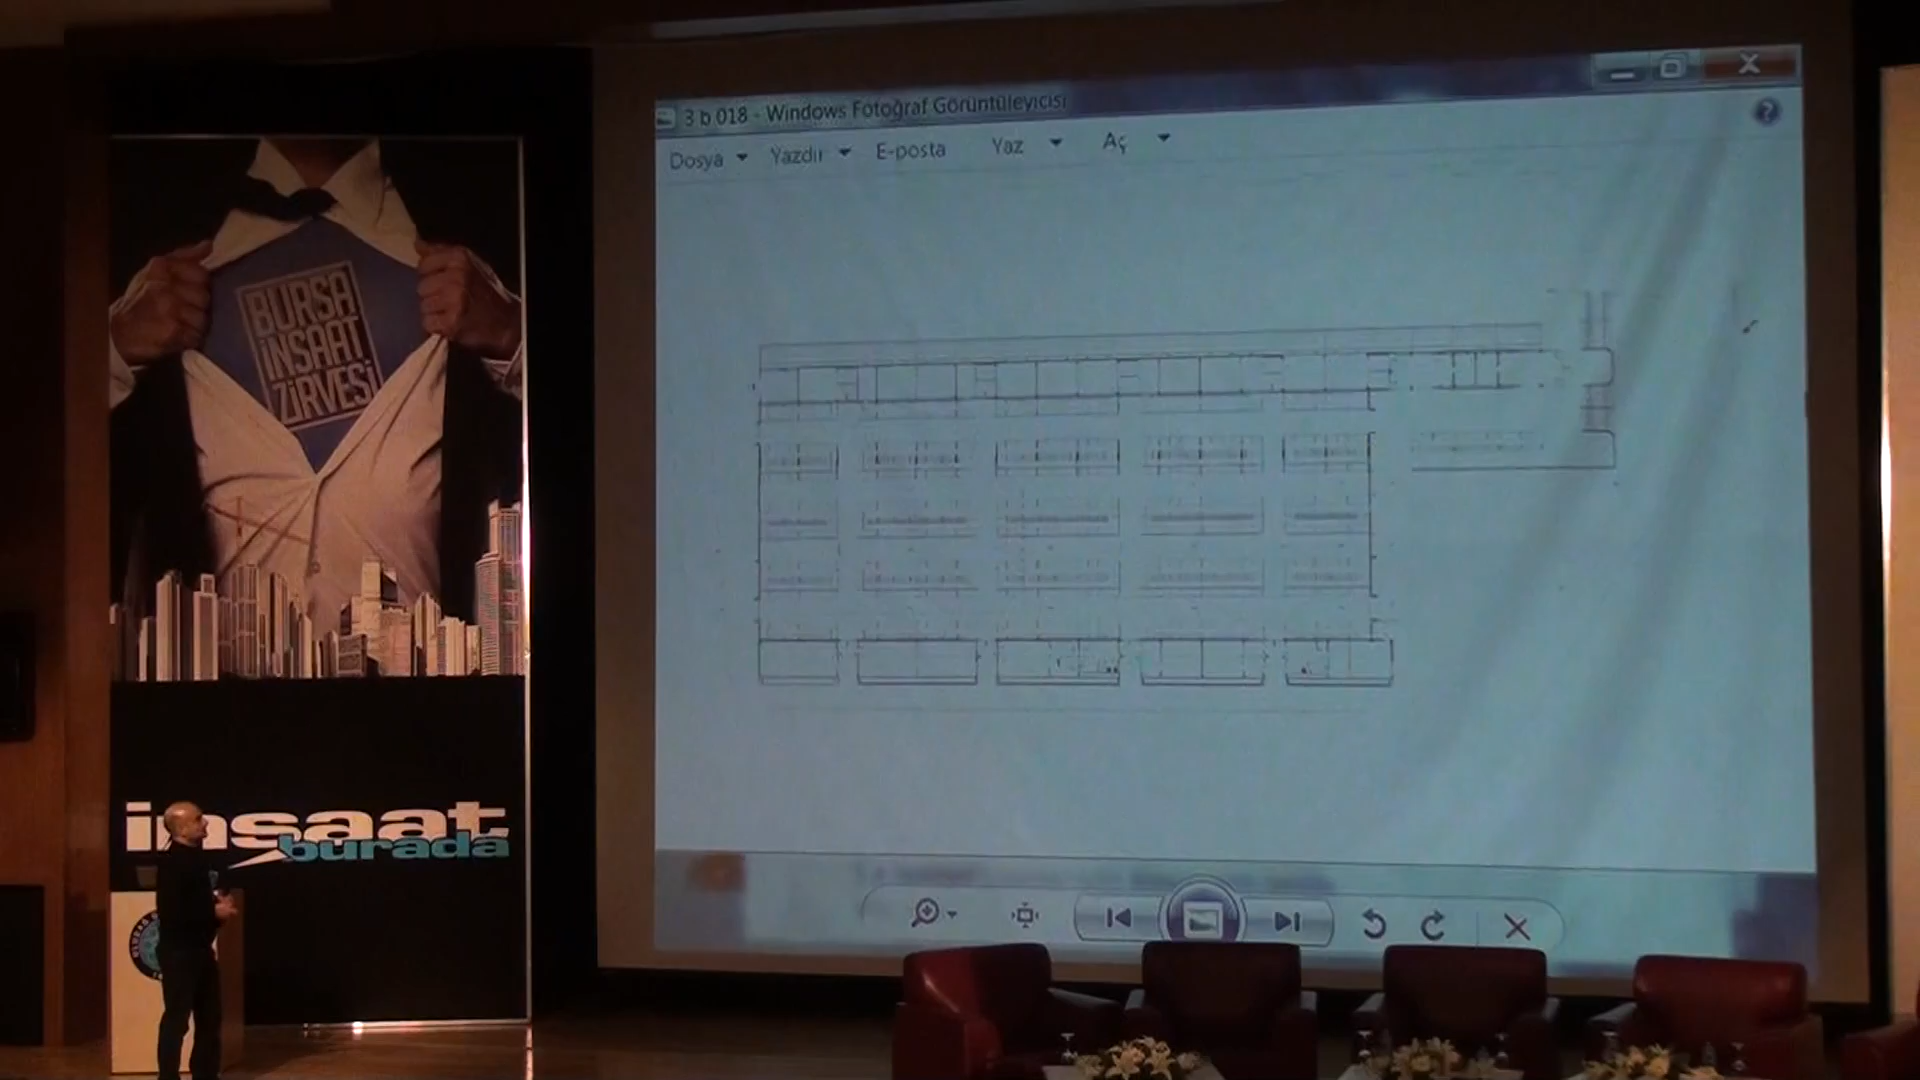 BURSA
İNŞAAT
ZİRVESİ
inşaat
burada
3 b 018 - Windows Fotoğraf Görüntüleyicisi
Dosya Yazdır E-posta Yaz Aç